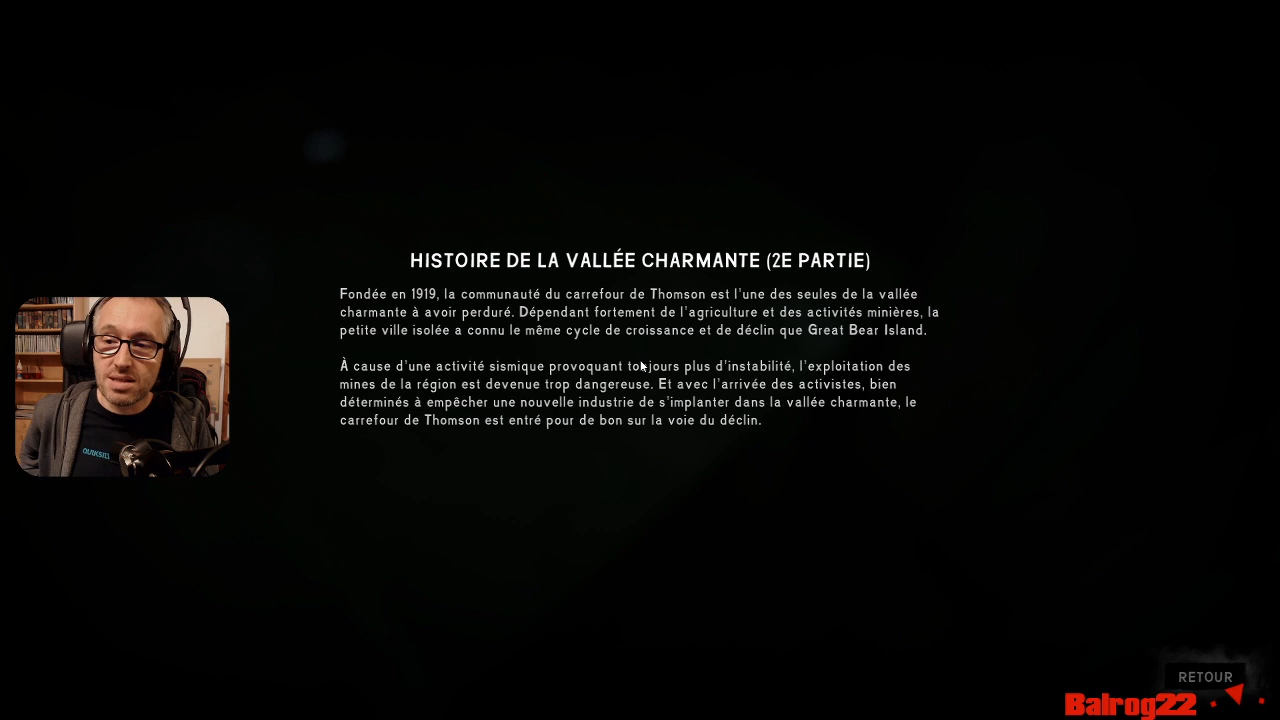 HISTOIRE DE LA VALLÉE CHARMANTE (2E PARTIE)
Fondée en 1919, la communauté du carrefour de Thomson est l'une des seules de la vallée
charmante à avoir perduré. Dépendant fortement de l'agriculture et des activités minières, la
petite ville isolée a connu le même cycle de croissance et de déclin que Great Bear Island.
À cause d'une activité sismique provoquant toujours plus d'instabilité, l'exploitation des
mines de la région est devenue trop dangereuse. Et avec l'arrivée des activistes, bien
déterminés à empêcher une nouvelle industrie de s'implanter dans la vallée charmante, le
carrefour de Thomson est entré pour de bon sur la voie du déclin.
QUIKSILV
RETOUR
Balrog22